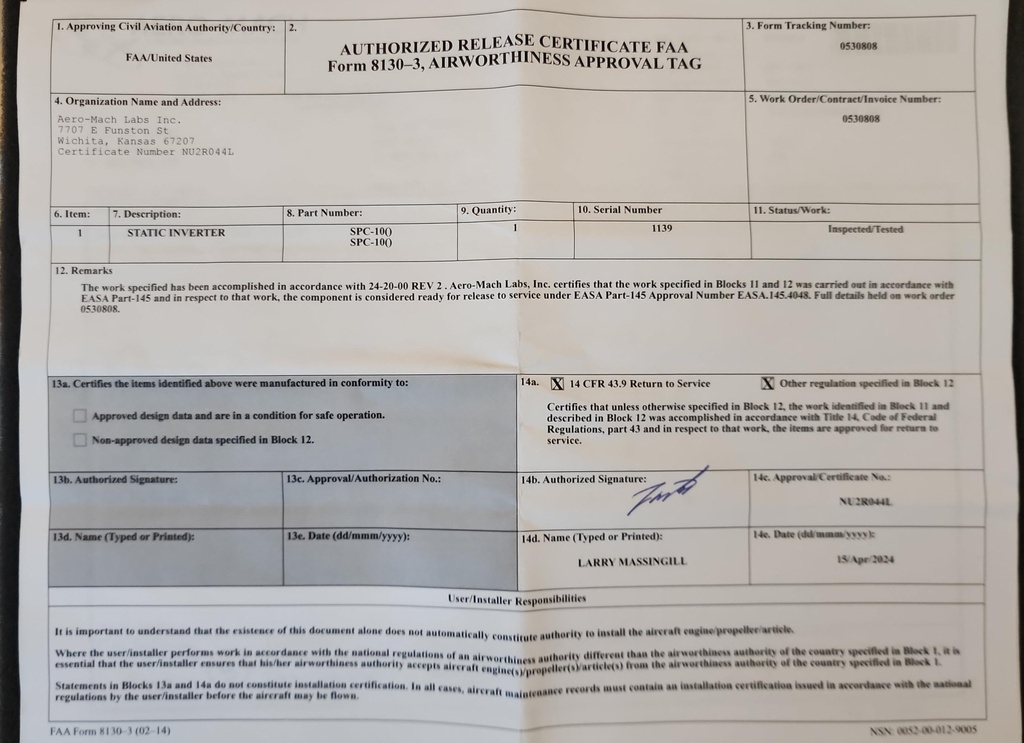 1. Approving Civil Aviation Authority/Country:
FAA/United States
2.
AUTHORIZED RELEASE CERTIFICATE FAA
Form 8130–3, AIRWORTHINESS APPROVAL TAG
3. Form Tracking Number:
0530808
4. Organization Name and Address:
Aero-Mach Labs Inc.
7707 E Funston St
Wichita, Kansas 67207
Certificate Number NU2R044L
5. Work Order/Contract/Invoice Number:
0530808
6. Item:
7. Description:
8. Part Number:
9. Quantity:
10. Serial Number
11. Status/Work:
1
STATIC INVERTER
SPC-10()
SPC-10()
1
1139
Inspected/Tested
12. Remarks
The work specified has been accomplished in accordance with 24-20-00 REV 2 . Aero-Mach Labs, Inc. certifies that the work specified in Blocks 11 and 12 was carried out in accordance with
EASA Part-145 and in respect to that work, the component is considered ready for release to service under EASA Part-145 Approval Number EASA.145.4048. Full details held on work order
0530808.
13a. Certifies the items identified above were manufactured in conformity to:
Approved design data and are in a condition for safe operation.
Non-approved design data specified in Block 12.
14a. X 14 CFR 43.9 Return to Service X Other regulation specified in Block 12
Certifies that unless otherwise specified in Block 12, the work identified in Block 11 and
described in Block 12 was accomplished in accordance with Title 14, Code of Federal
Regulations, part 43 and in respect to that work, the items are approved for return to
service.
13b. Authorized Signature:
13c. Approval/Authorization No.:
14b. Authorized Signature:
14c. Approval/Certificate No.:
NU2R044L
13d. Name (Typed or Printed):
13e. Date (dd/mmm/yyyy):
14d. Name (Typed or Printed):
LARRY MASSINGILL
14e. Date (dd/mmm/yyyy):
15/Apr/2024
User/Installer Responsibilities
It is important to understand that the existence of this document alone does not automatically constitute authority to install the aircraft engine/propeller/article.
Where the user/installer performs work in accordance with the national regulations of an airworthiness authority different than the airworthiness authority of the country specified in Block 1, it is
essential that the user/installer ensures that his/her airworthiness authority accepts aircraft engine(s)/propeller(s)/article(s) from the airworthiness authority of the country specified in Block 1.
Statements in Blocks 13a and 14a do not constitute installation certification. In all cases, aircraft maintenance records must contain an installation certification issued in accordance with the national
regulations by the user/installer before the aircraft may be flown.
FAA Form 8130–3 (02–14)
NSN: 0052-00-012-9005